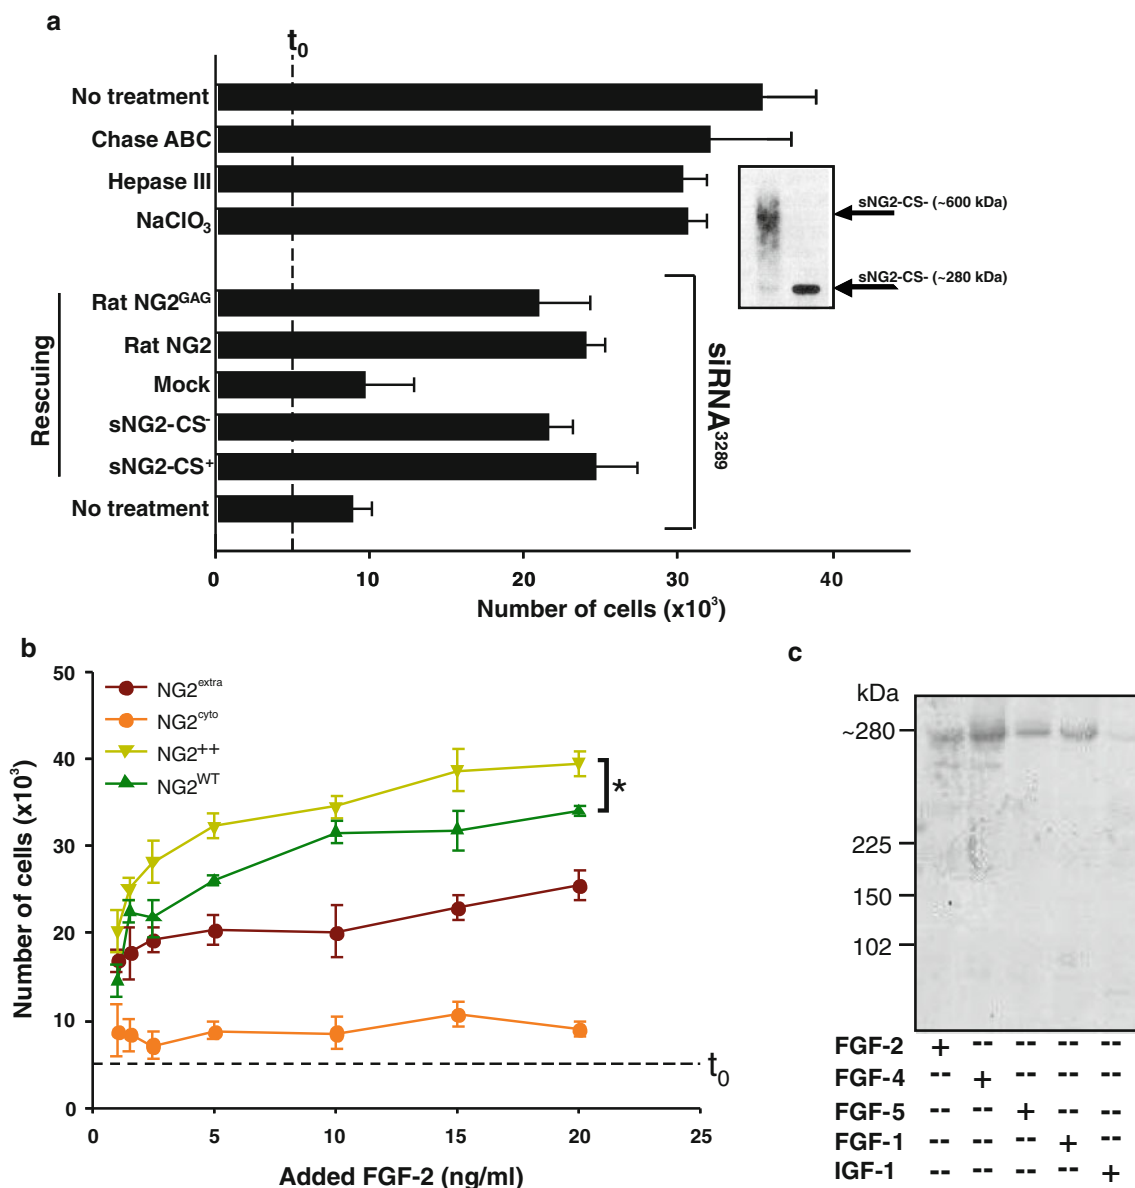 a
t0
No treatment
Chase ABC
Hepase III
NaClO3
sNG2-CS- (~600 kDa)
sNG2-CS- (~280 kDa)
Rescuing
Rat NG2GAG
Rat NG2
Mock
sNG2-CS-
sNG2-CS+
No treatment
siRNA3289
0 10 20 30 40
Number of cells (x10³)
b
50
40
30
20
10
0
Number of cells (x10³)
NG2extra
NG2cyto
NG2++
NG2WT
*
t0
0 5 10 15 20 25
Added FGF-2 (ng/ml)
c
kDa
~280
225
150
102
FGF-2 + -- -- -- --
FGF-4 -- + -- -- --
FGF-5 -- -- + -- --
FGF-1 -- -- -- + --
IGF-1 -- -- -- -- +